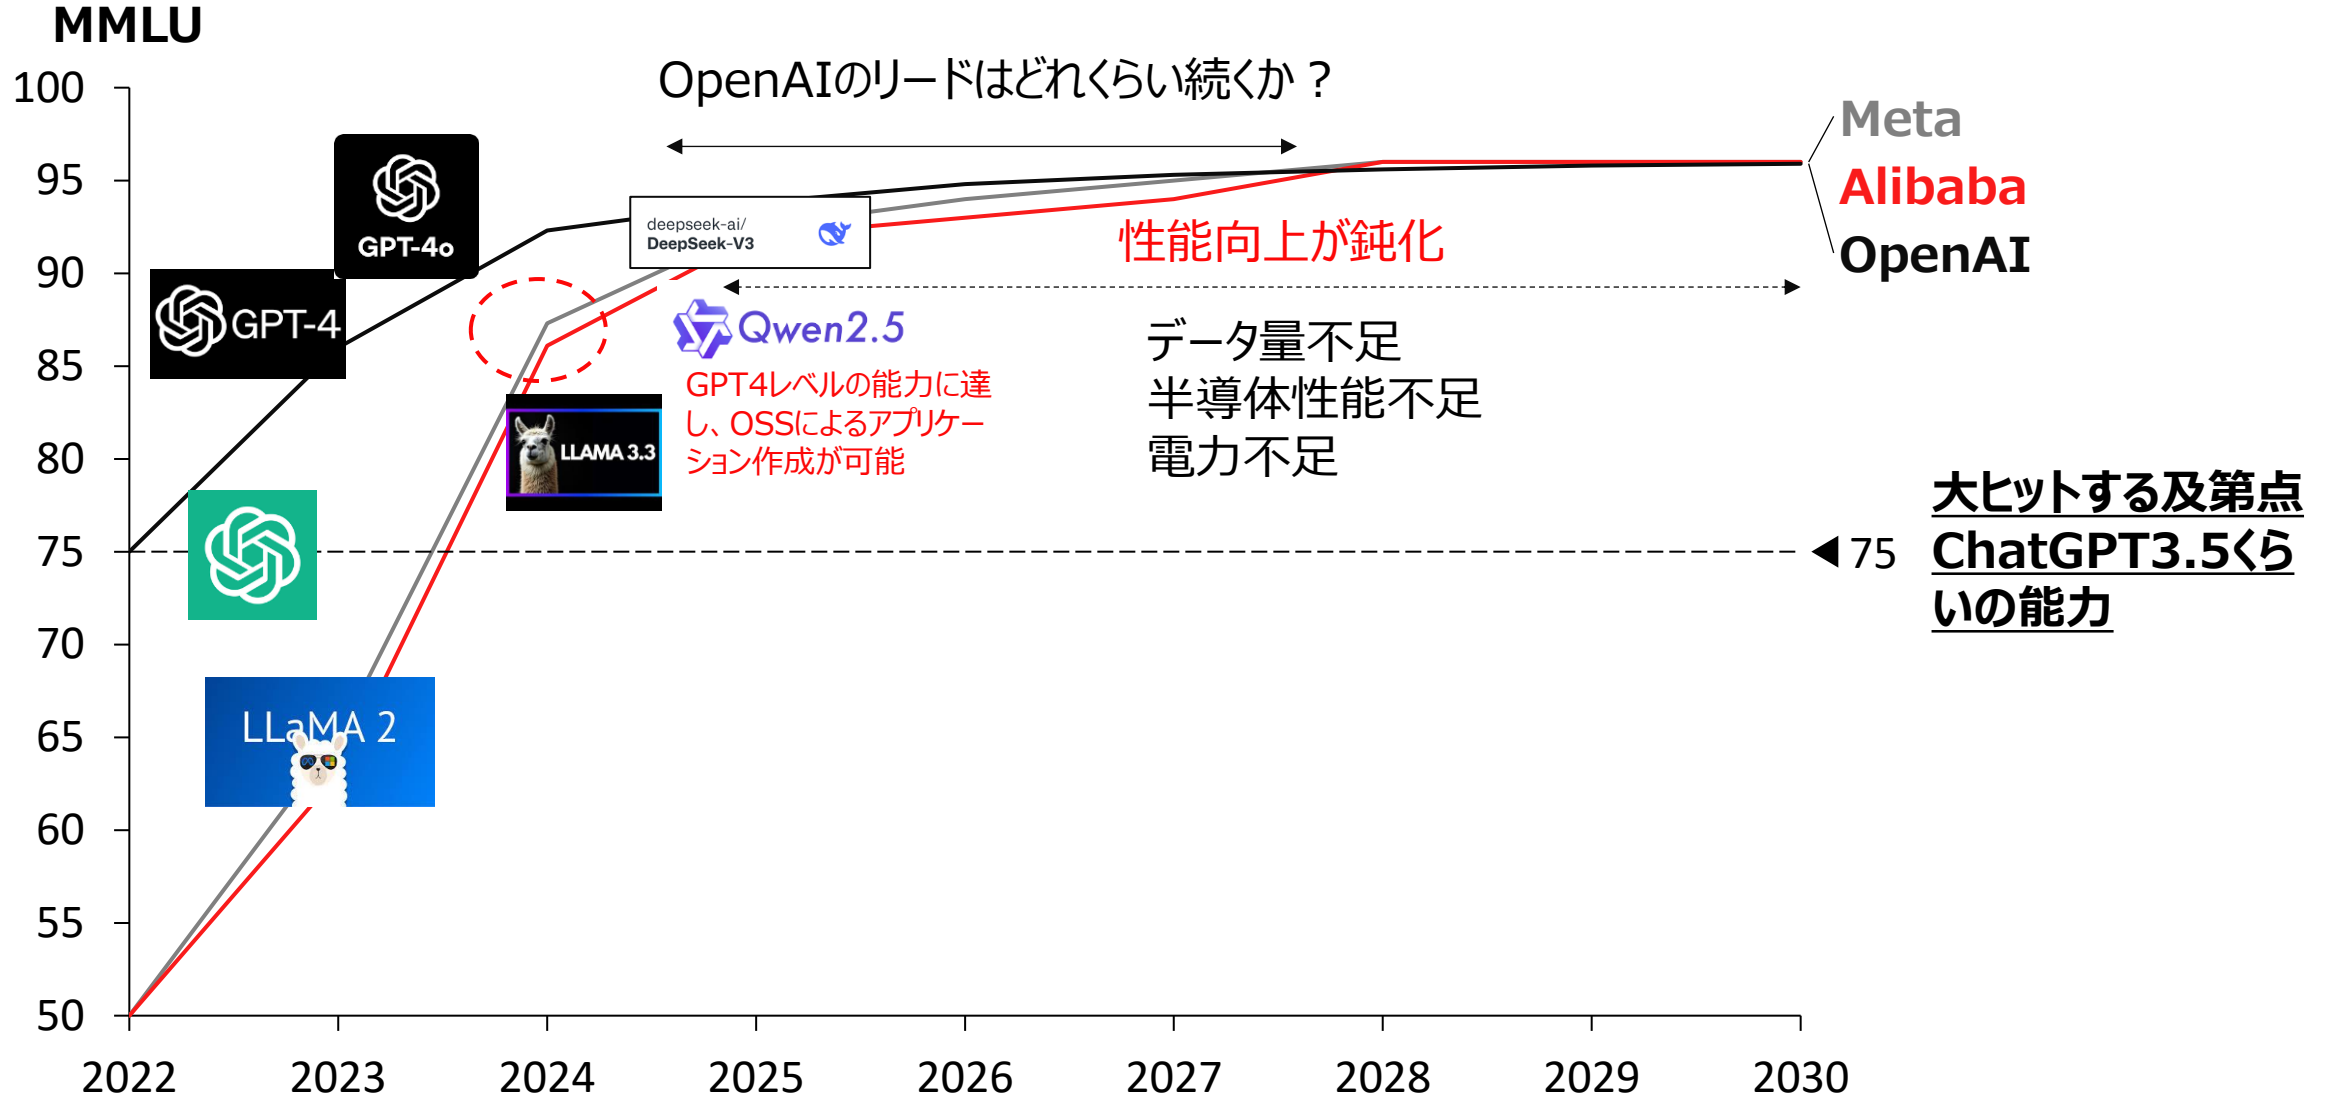 MMLU
OpenAIのリードはどれくらい続くか？
100
95
90
85
80
75
70
65
60
55
50
GPT-4o
GPT-4
deepseek-ai/
DeepSeek-V3
Meta
Alibaba
OpenAI
性能向上が鈍化
Qwen2.5
GPT4レベルの能力に達
し、OSSによるアプリケー
ション作成が可能
データ量不足
半導体性能不足
電力不足
LLAMA 3.3
75
大ヒットする及第点
ChatGPT3.5くら
いの能力
LLaMA 2
2022
2023
2024
2025
2026
2027
2028
2029
2030